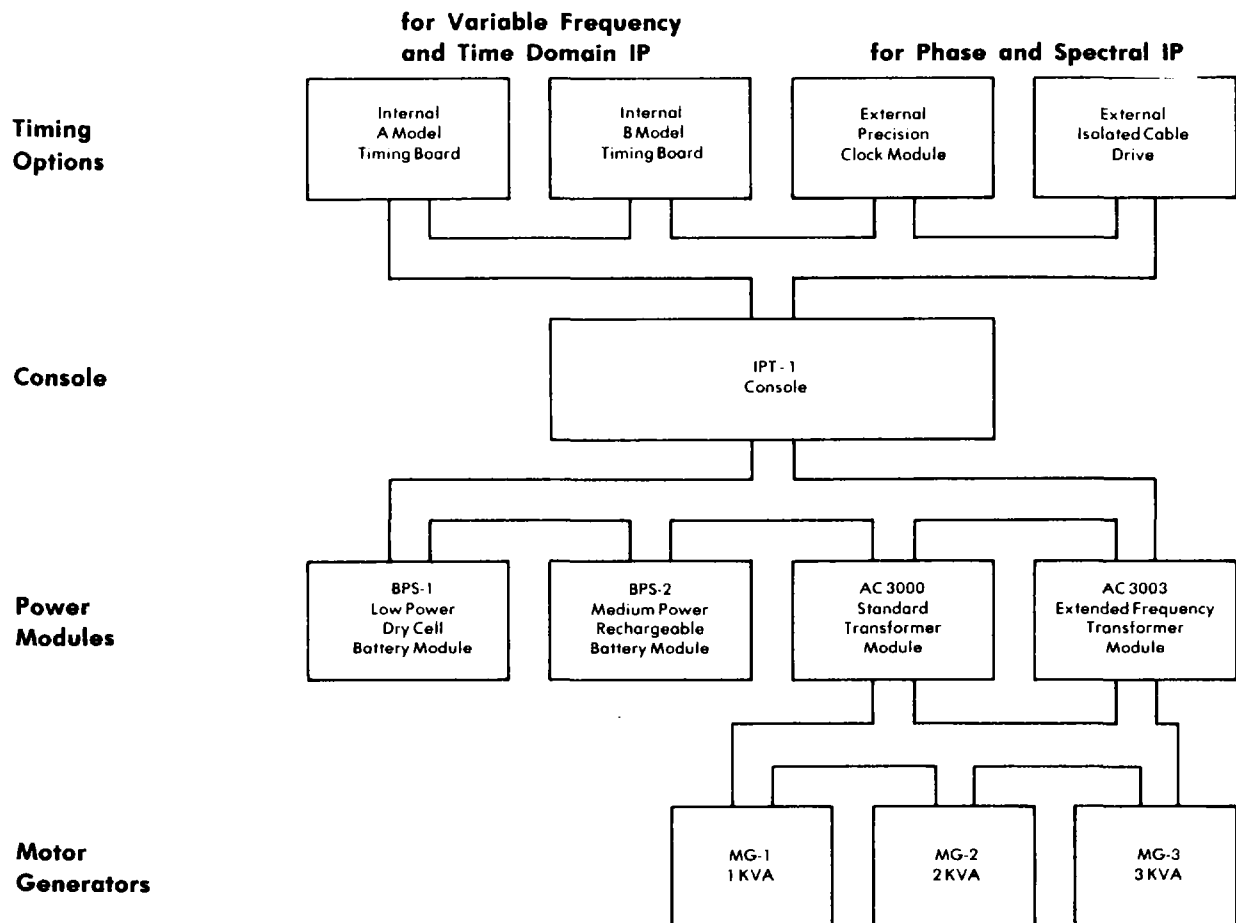 for Variable Frequency
and Time Domain IP
for Phase and Spectral IP
Timing
Options
Internal
A Model
Timing Board
Internal
B Model
Timing Board
External
Precision
Clock Module
External
Isolated Cable
Drive
Console
IPT-1
Console
Power
Modules
BPS-1
Low Power
Dry Cell
Battery Module
BPS-2
Medium Power
Rechargeable
Battery Module
AC 3000
Standard
Transformer
Module
AC 3003
Extended Frequency
Transformer
Module
Motor
Generators
MG-1
1 KVA
MG-2
2 KVA
MG-3
3 KVA